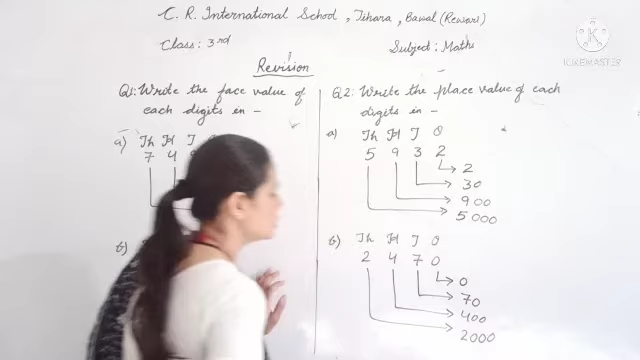 C. R. International School, Jihara, Bawal (Rewari)
Class: 3rd
Subject: Maths
Revision
Q1: Write the face value of
each digits in -
a) Th H T
7 4
b)
Q2: Write the place value of each
digits in -
a) Th H T O
5 9 3 2
2
30
900
5000
b) Th H T O
2 4 7 0
0
70
400
2000
K
KINEMASTER